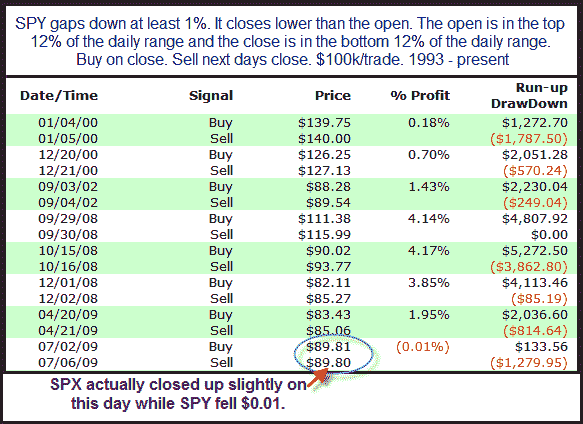 SPY gaps down at least 1%. It closes lower than the open. The open is in the top
12% of the daily range and the close is in the bottom 12% of the daily range.
Buy on close. Sell next days close. $100k/trade. 1993 - present
Run-up
Date/Time Signal Price % Profit DrawDown
01/04/00 Buy $139.75 0.18% $1,272.70
01/05/00 Sell $140.00 ($1,787.50)
12/20/00 Buy $126.25 0.70% $2,051.28
12/21/00 Sell $127.13 ($570.24)
09/03/02 Buy $88.28 1.43% $2,230.04
09/04/02 Sell $89.54 ($249.04)
09/29/08 Buy $111.38 4.14% $4,807.92
09/30/08 Sell $115.99 $0.00
10/15/08 Buy $90.02 4.17% $5,272.50
10/16/08 Sell $93.77 ($3,862.80)
12/01/08 Buy $82.11 3.85% $4,113.46
12/02/08 Sell $85.27 ($85.19)
04/20/09 Buy $83.43 1.95% $2,036.60
04/21/09 Sell $85.06 ($814.64)
07/02/09 Buy $89.81 (0.01%) $133.56
07/06/09 Sell $89.80 ($1,279.95)
SPX actually closed up slightly on
this day while SPY fell $0.01.